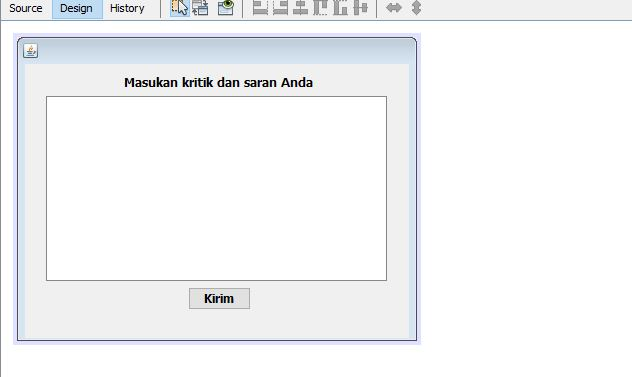 Source Design History
Masukan kritik dan saran Anda
Kirim